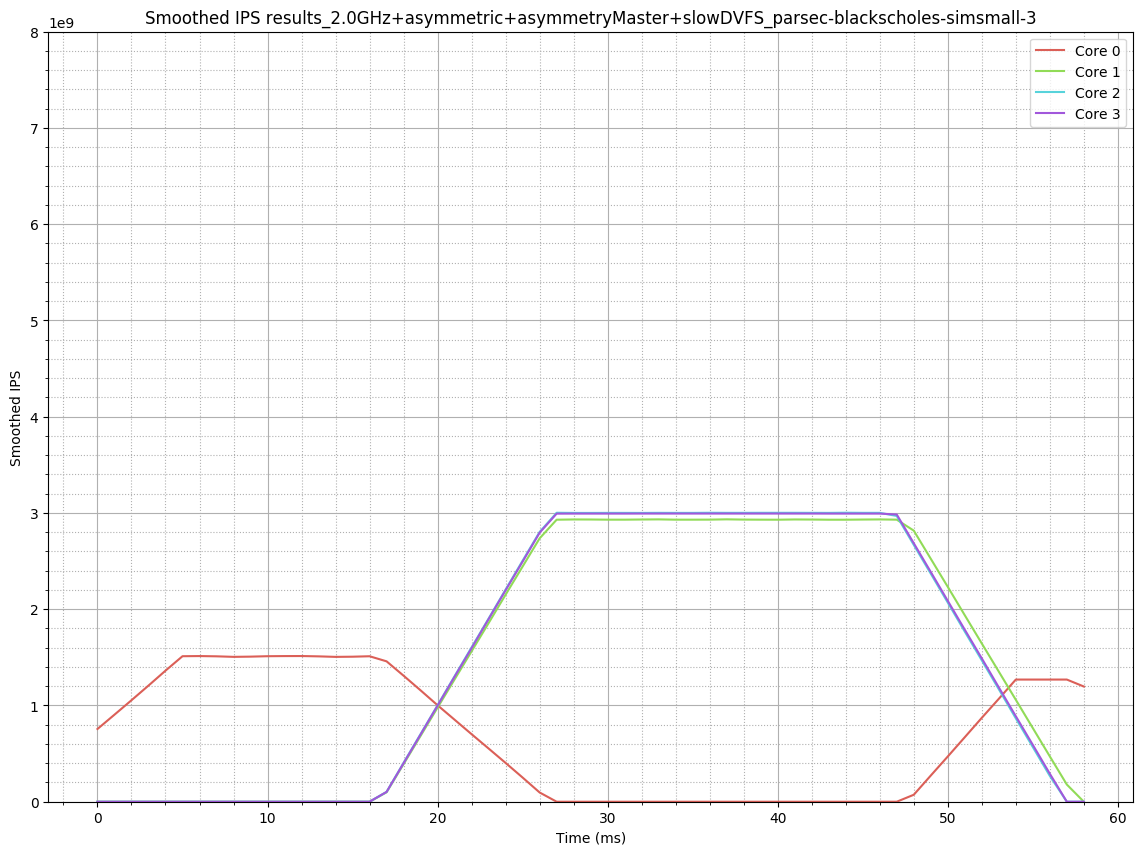 Smoothed IPS results_2.0GHz+asymmetric+asymmetryMaster+slowDVFS_parsec-blackscholes-simsmall-3
1e9
8
7
6
5
4
3
2
1
0
Smoothed IPS
Core 0
Core 1
Core 2
Core 3
0 10 20 30 40 50 60
Time (ms)